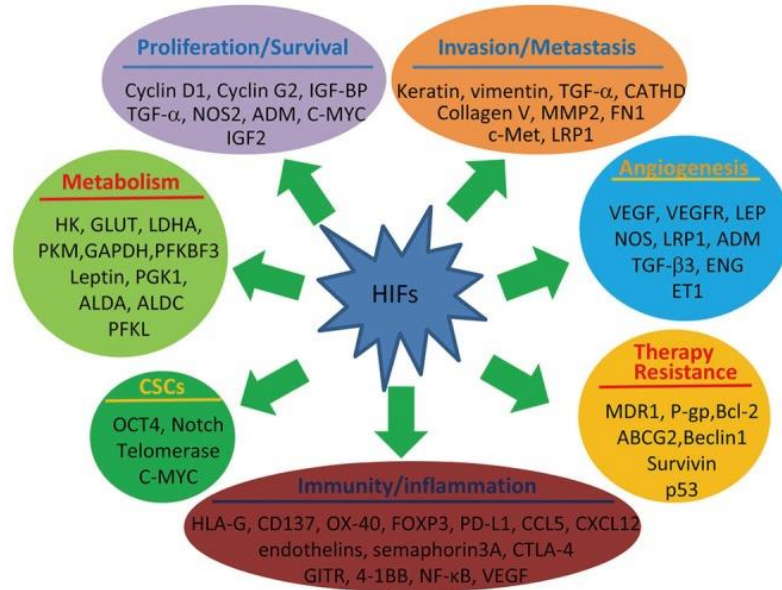 Proliferation/Survival
Cyclin D1, Cyclin G2, IGF-BP
TGF-α, NOS2, ADM, C-MYC
IGF2
Invasion/Metastasis
Keratin, vimentin, TGF-α, CATHD
Collagen V, MMP2, FN1
c-Met, LRP1
Metabolism
HK, GLUT, LDHA,
PKM,GAPDH,PFKBF3
Leptin, PGK1,
ALDA, ALDC
PFKL
Angiogenesis
VEGF, VEGFR, LEP
NOS, LRP1, ADM
TGF-β3, ENG
ET1
HIFs
CSCs
OCT4, Notch
Telomerase
C-MYC
Therapy
Resistance
MDR1, P-gp,Bcl-2
ABCG2,Beclin1
Survivin
p53
Immunity/inflammation
HLA-G, CD137, OX-40, FOXP3, PD-L1, CCL5, CXCL12
endothelins, semaphorin3A, CTLA-4
GITR, 4-1BB, NF-κB, VEGF